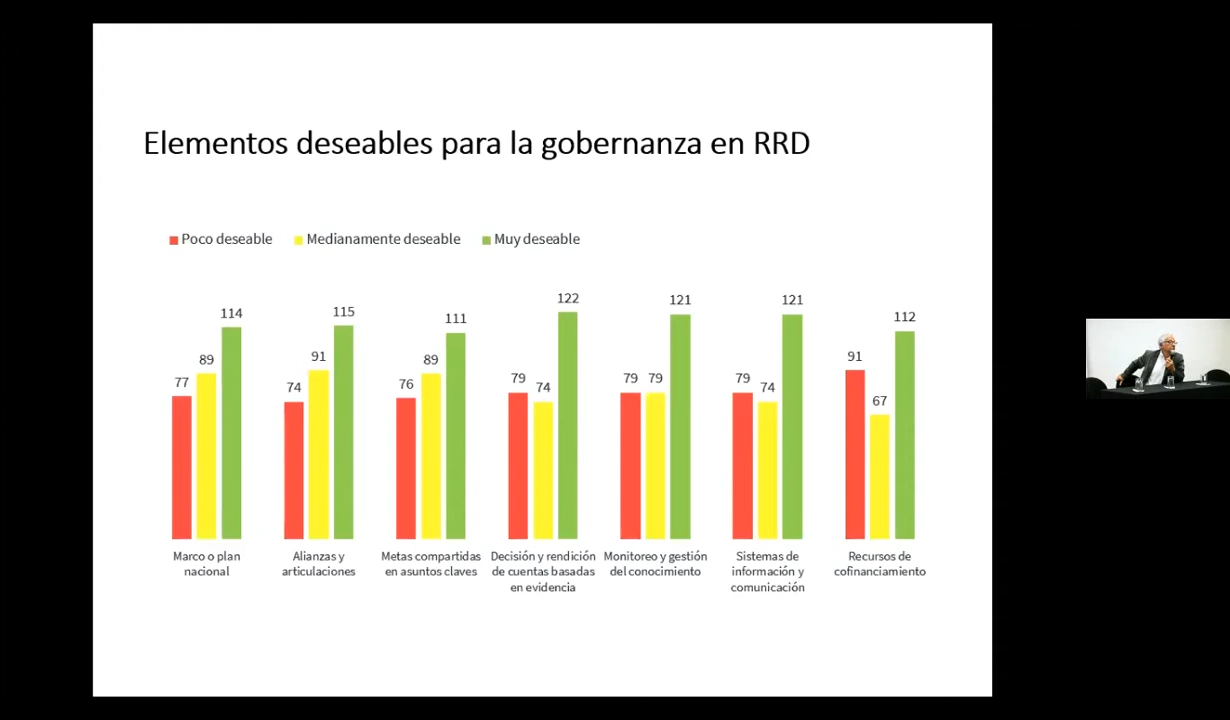 Elementos deseables para la gobernanza en RRD
Poco deseable Medianamente deseable Muy deseable
77 89 114
74 91 115
76 89 111
79 74 122
79 79 121
79 74 121
91 67 112
Marco o plan
nacional
Alianzas y
articulaciones
Metas compartidas
en asuntos claves
Decisión y rendición
de cuentas basadas
en evidencia
Monitoreo y gestión
del conocimiento
Sistemas de
información y
comunicación
Recursos de
cofinanciamiento